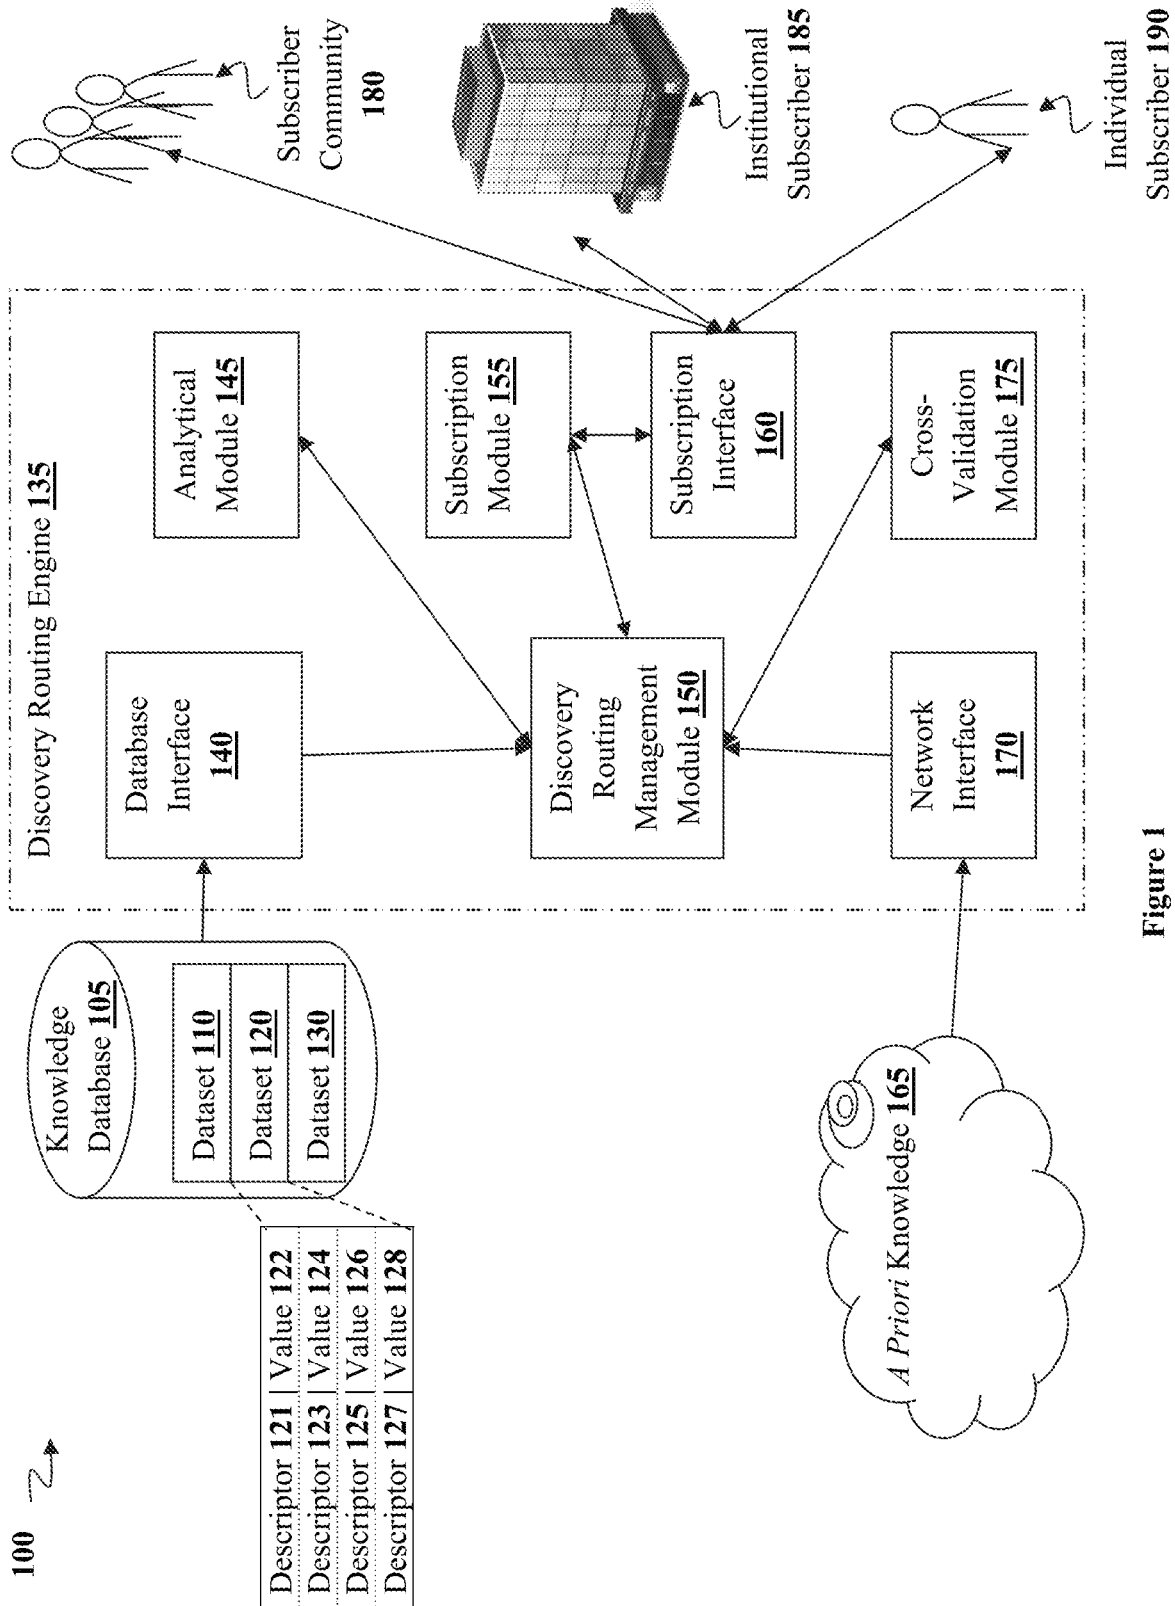 100
Knowledge
Database 105
Dataset 110
Dataset 120
Dataset 130
Descriptor 121 Value 122
Descriptor 123 Value 124
Descriptor 125 Value 126
Descriptor 127 Value 128
A Priori Knowledge 165
Discovery Routing Engine 135
Database
Interface
140
Analytical
Module 145
Discovery
Routing
Management
Module 150
Subscription
Module 155
Subscription
Interface
160
Network
Interface
170
Cross-
Validation
Module 175
Subscriber
Community
180
Institutional
Subscriber 185
Individual
Subscriber 190
Figure 1